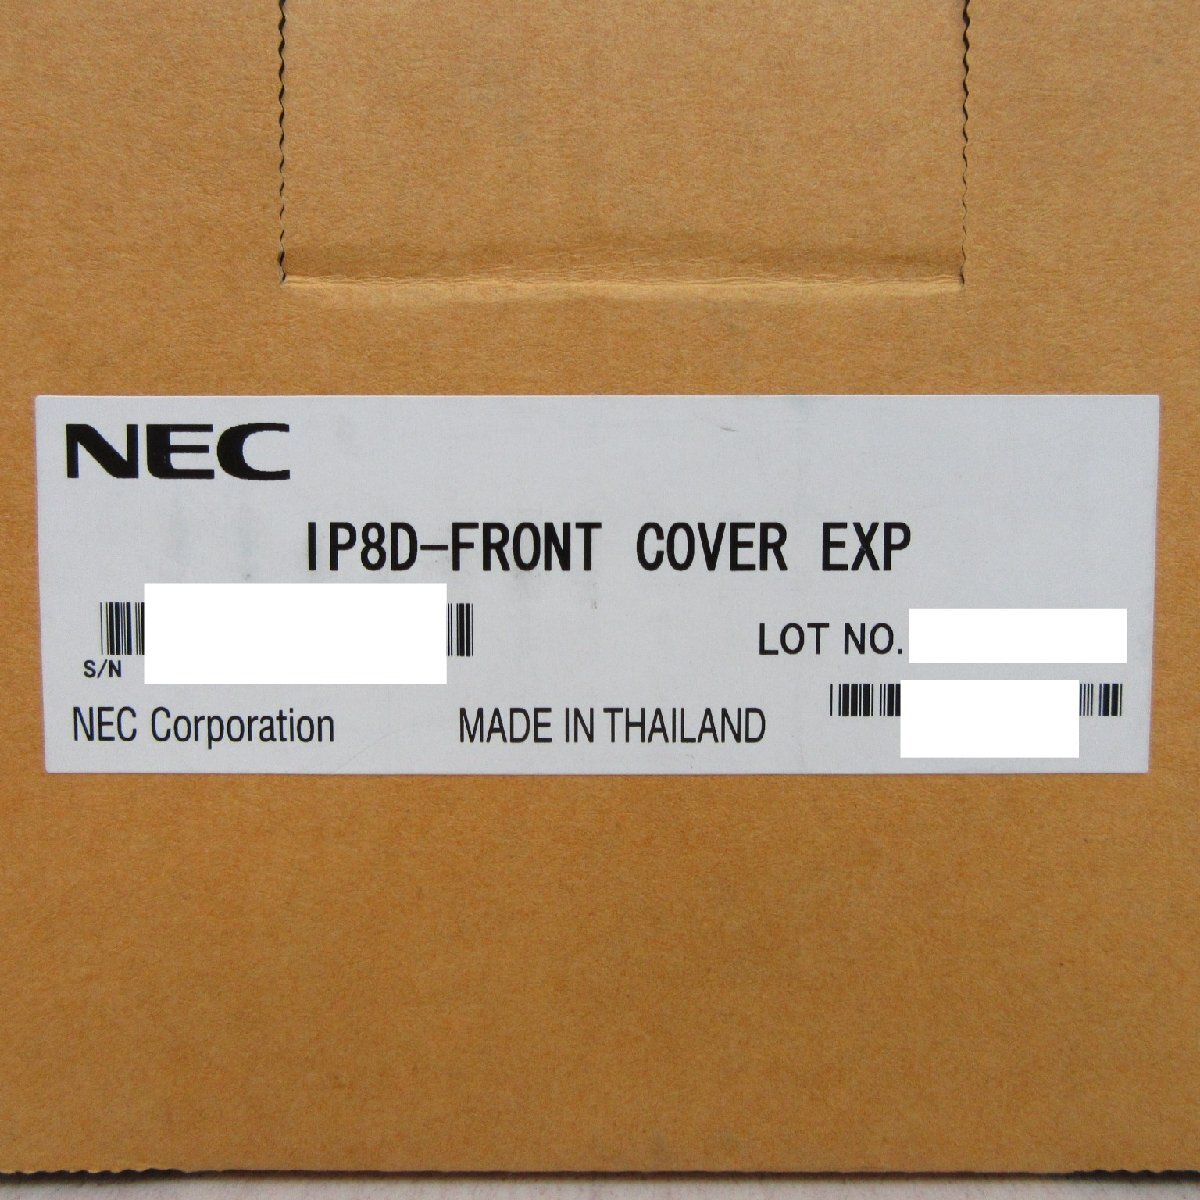 NEC
IP8D-FRONT COVER EXP
S/N
LOT NO.
NEC Corporation
MADE IN THAILAND